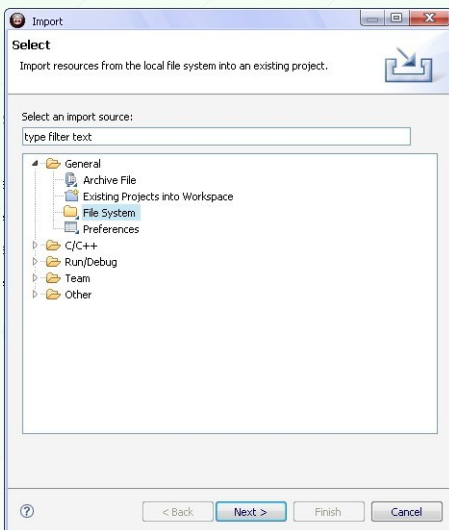 Import
Select
Import resources from the local file system into an existing project.
Select an import source:
type filter text
General
Archive File
Existing Projects into Workspace
File System
Preferences
C/C++
Run/Debug
Team
Other
? < Back Next > Finish Cancel